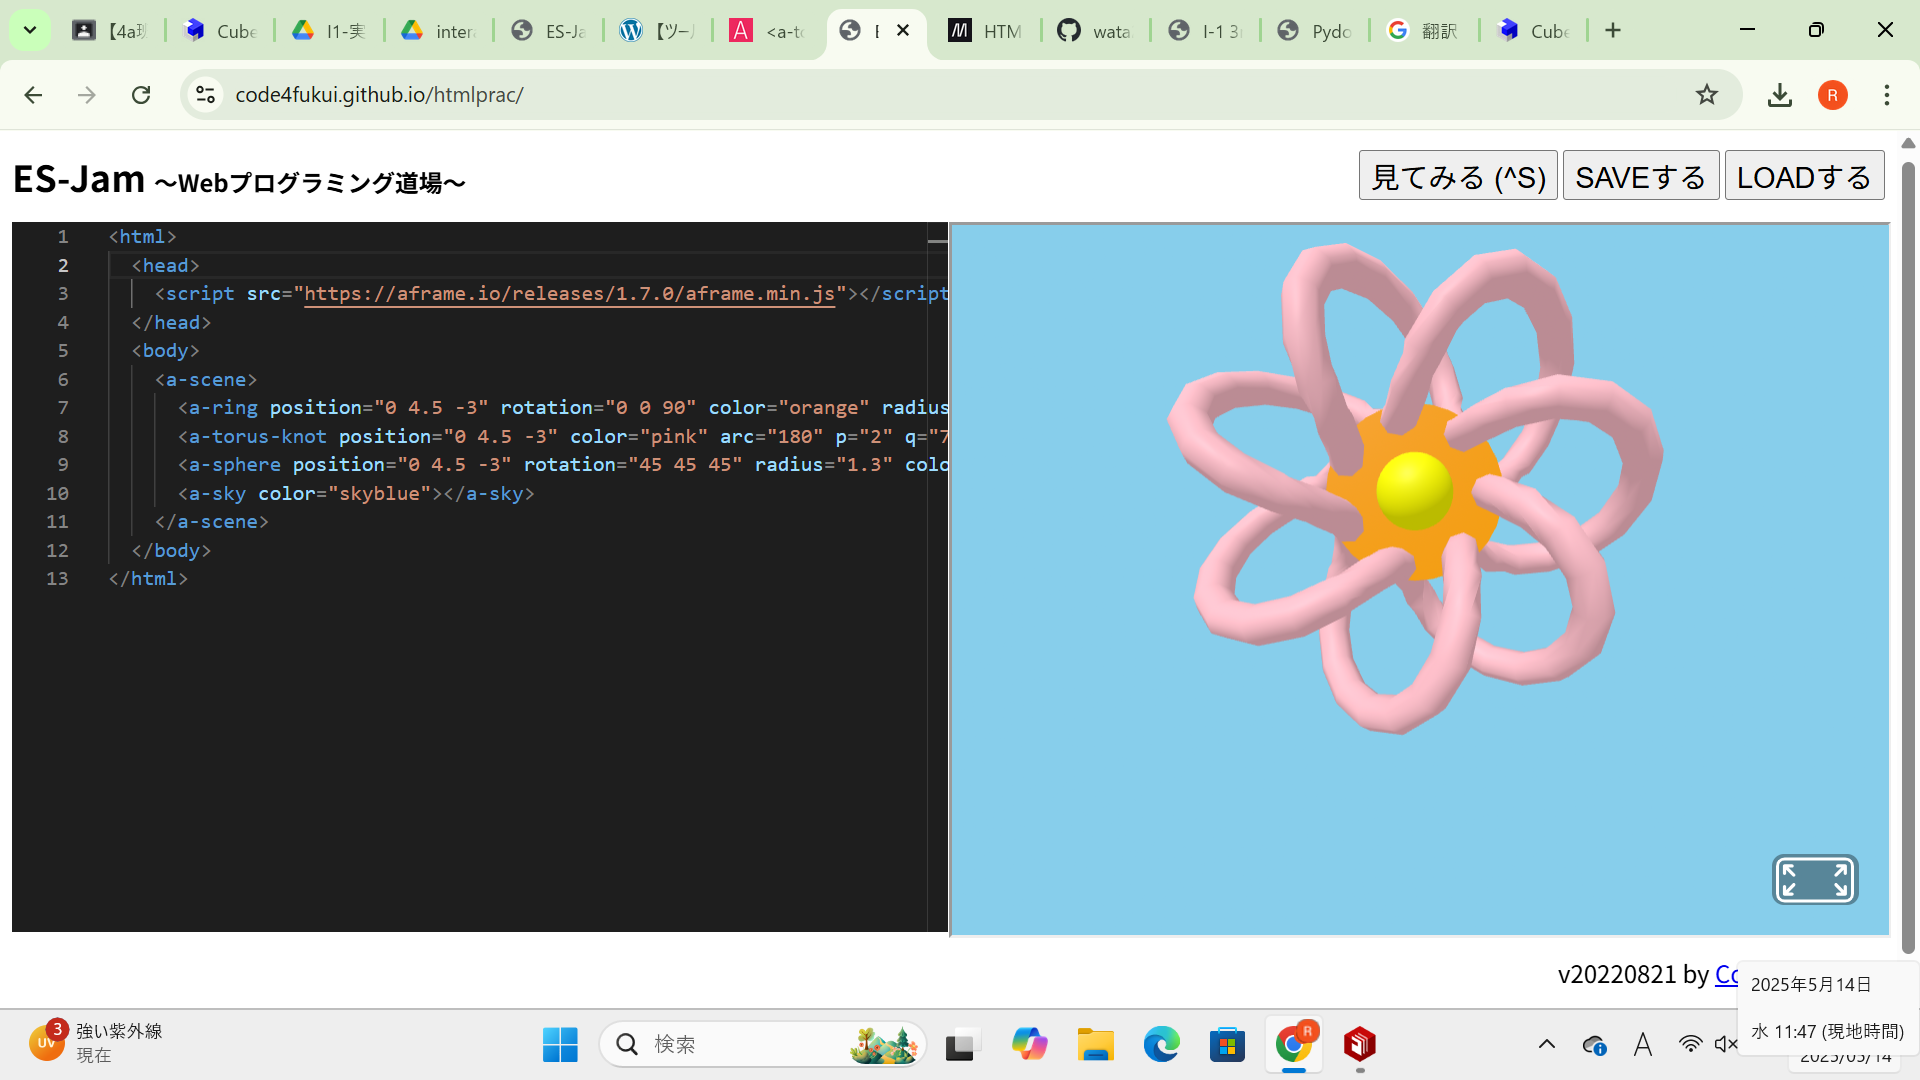 【4a班
Cube
I1-実
inter
ES-Ja
【ツール
<a-to
E
HTM
wata
I-1 3
Pydo
翻訳
Cube
code4fukui.github.io/htmlprac/
R
ES-Jam 〜Webプログラミング道場〜
見てみる (^S)
SAVEする
LOADする
1 <html>
2 <head>
3 <script src="https://aframe.io/releases/1.7.0/aframe.min.js"></script
4 </head>
5 <body>
6 <a-scene>
7 <a-ring position="0 4.5 -3" rotation="0 0 90" color="orange" radius
8 <a-torus-knot position="0 4.5 -3" color="pink" arc="180" p="2" q="7
9 <a-sphere position="0 4.5 -3" rotation="45 45 45" radius="1.3" colo
10 <a-sky color="skyblue"></a-sky>
11 </a-scene>
12 </body>
13 </html>
v20220821 by Co
2025年5月14日
水 11:47 (現地時間)
3
UV
強い紫外線
現在
検索
R
A
2025/05/14